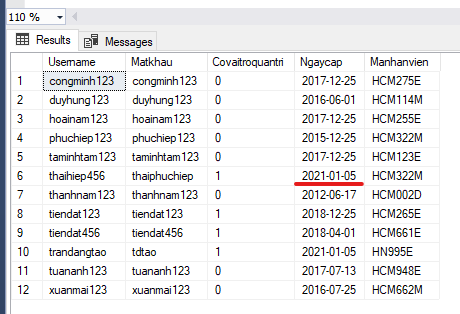 110 %
Results Messages
Username Matkhau Covaitroquantri Ngaycap Manhanvien
1 congminh123 congminh123 0 2017-12-25 HCM275E
2 duyhung123 duyhung123 0 2016-06-01 HCM114M
3 hoainam123 hoainam123 0 2017-12-25 HCM255E
4 phuchiep123 phuchiep123 0 2015-12-25 HCM322M
5 taminhtam123 taminhtam123 0 2017-12-25 HCM123E
6 thaihiep456 thaiphuchiep 1 2021-01-05 HCM322M
7 thanhnam123 thanhnam123 0 2012-06-17 HCM002D
8 tiendat123 tiendat123 1 2018-12-25 HCM265E
9 tiendat456 tiendat456 1 2018-04-01 HCM661E
10 trandangtao tdtao 1 2021-01-05 HN995E
11 tuananh123 tuananh123 0 2017-07-13 HCM948E
12 xuanmai123 xuanmai123 0 2016-07-25 HCM662M